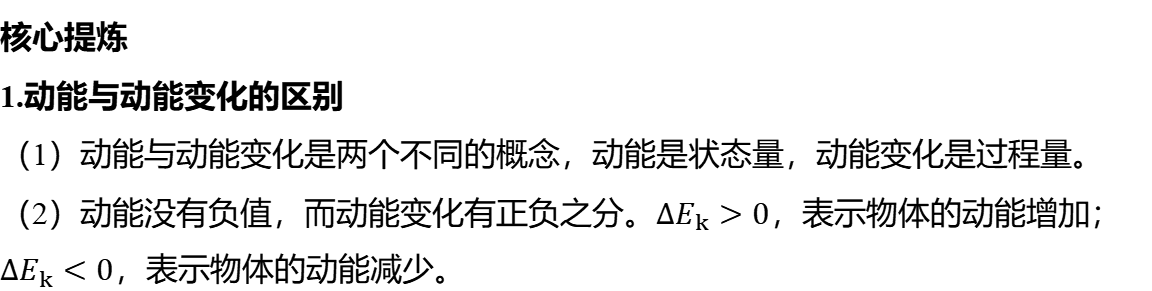 核心提炼
1.动能与动能变化的区别
（1）动能与动能变化是两个不同的概念，动能是状态量，动能变化是过程量。
（2）动能没有负值，而动能变化有正负之分。ΔEk > 0，表示物体的动能增加；
ΔEk < 0，表示物体的动能减少。